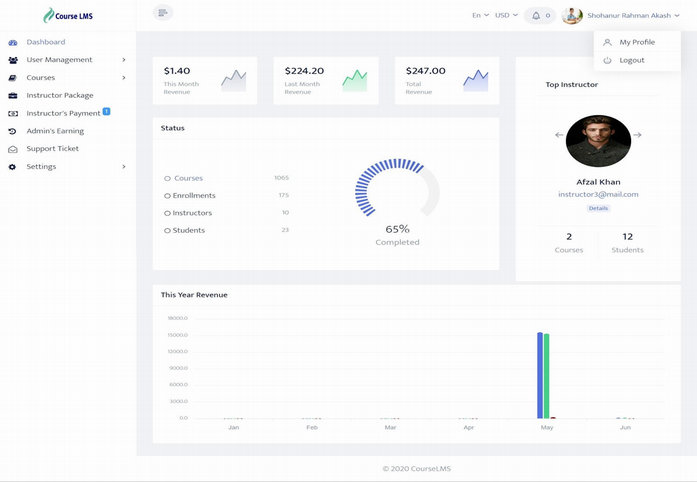 Course LMS
En
USD
0
Shohanur Rahman Akash
My Profile
Logout
Dashboard
User Management
Courses
Instructor Package
Instructor's Payment 1
Admin's Earning
Support Ticket
Settings
$1.40
This Month
Revenue
$224.20
Last Month
Revenue
$247.00
Total
Revenue
Status
Courses 1065
Enrollments 175
Instructors 10
Students 23
65%
Completed
Top Instructor
Afzal Khan
instructor3@mail.com
Details
2 12
Courses Students
This Year Revenue
18000.0
15000.0
12000.0
9000.0
6000.0
3000.0
0.0
Jan Feb Mar Apr May Jun
© 2020 CourseLMS